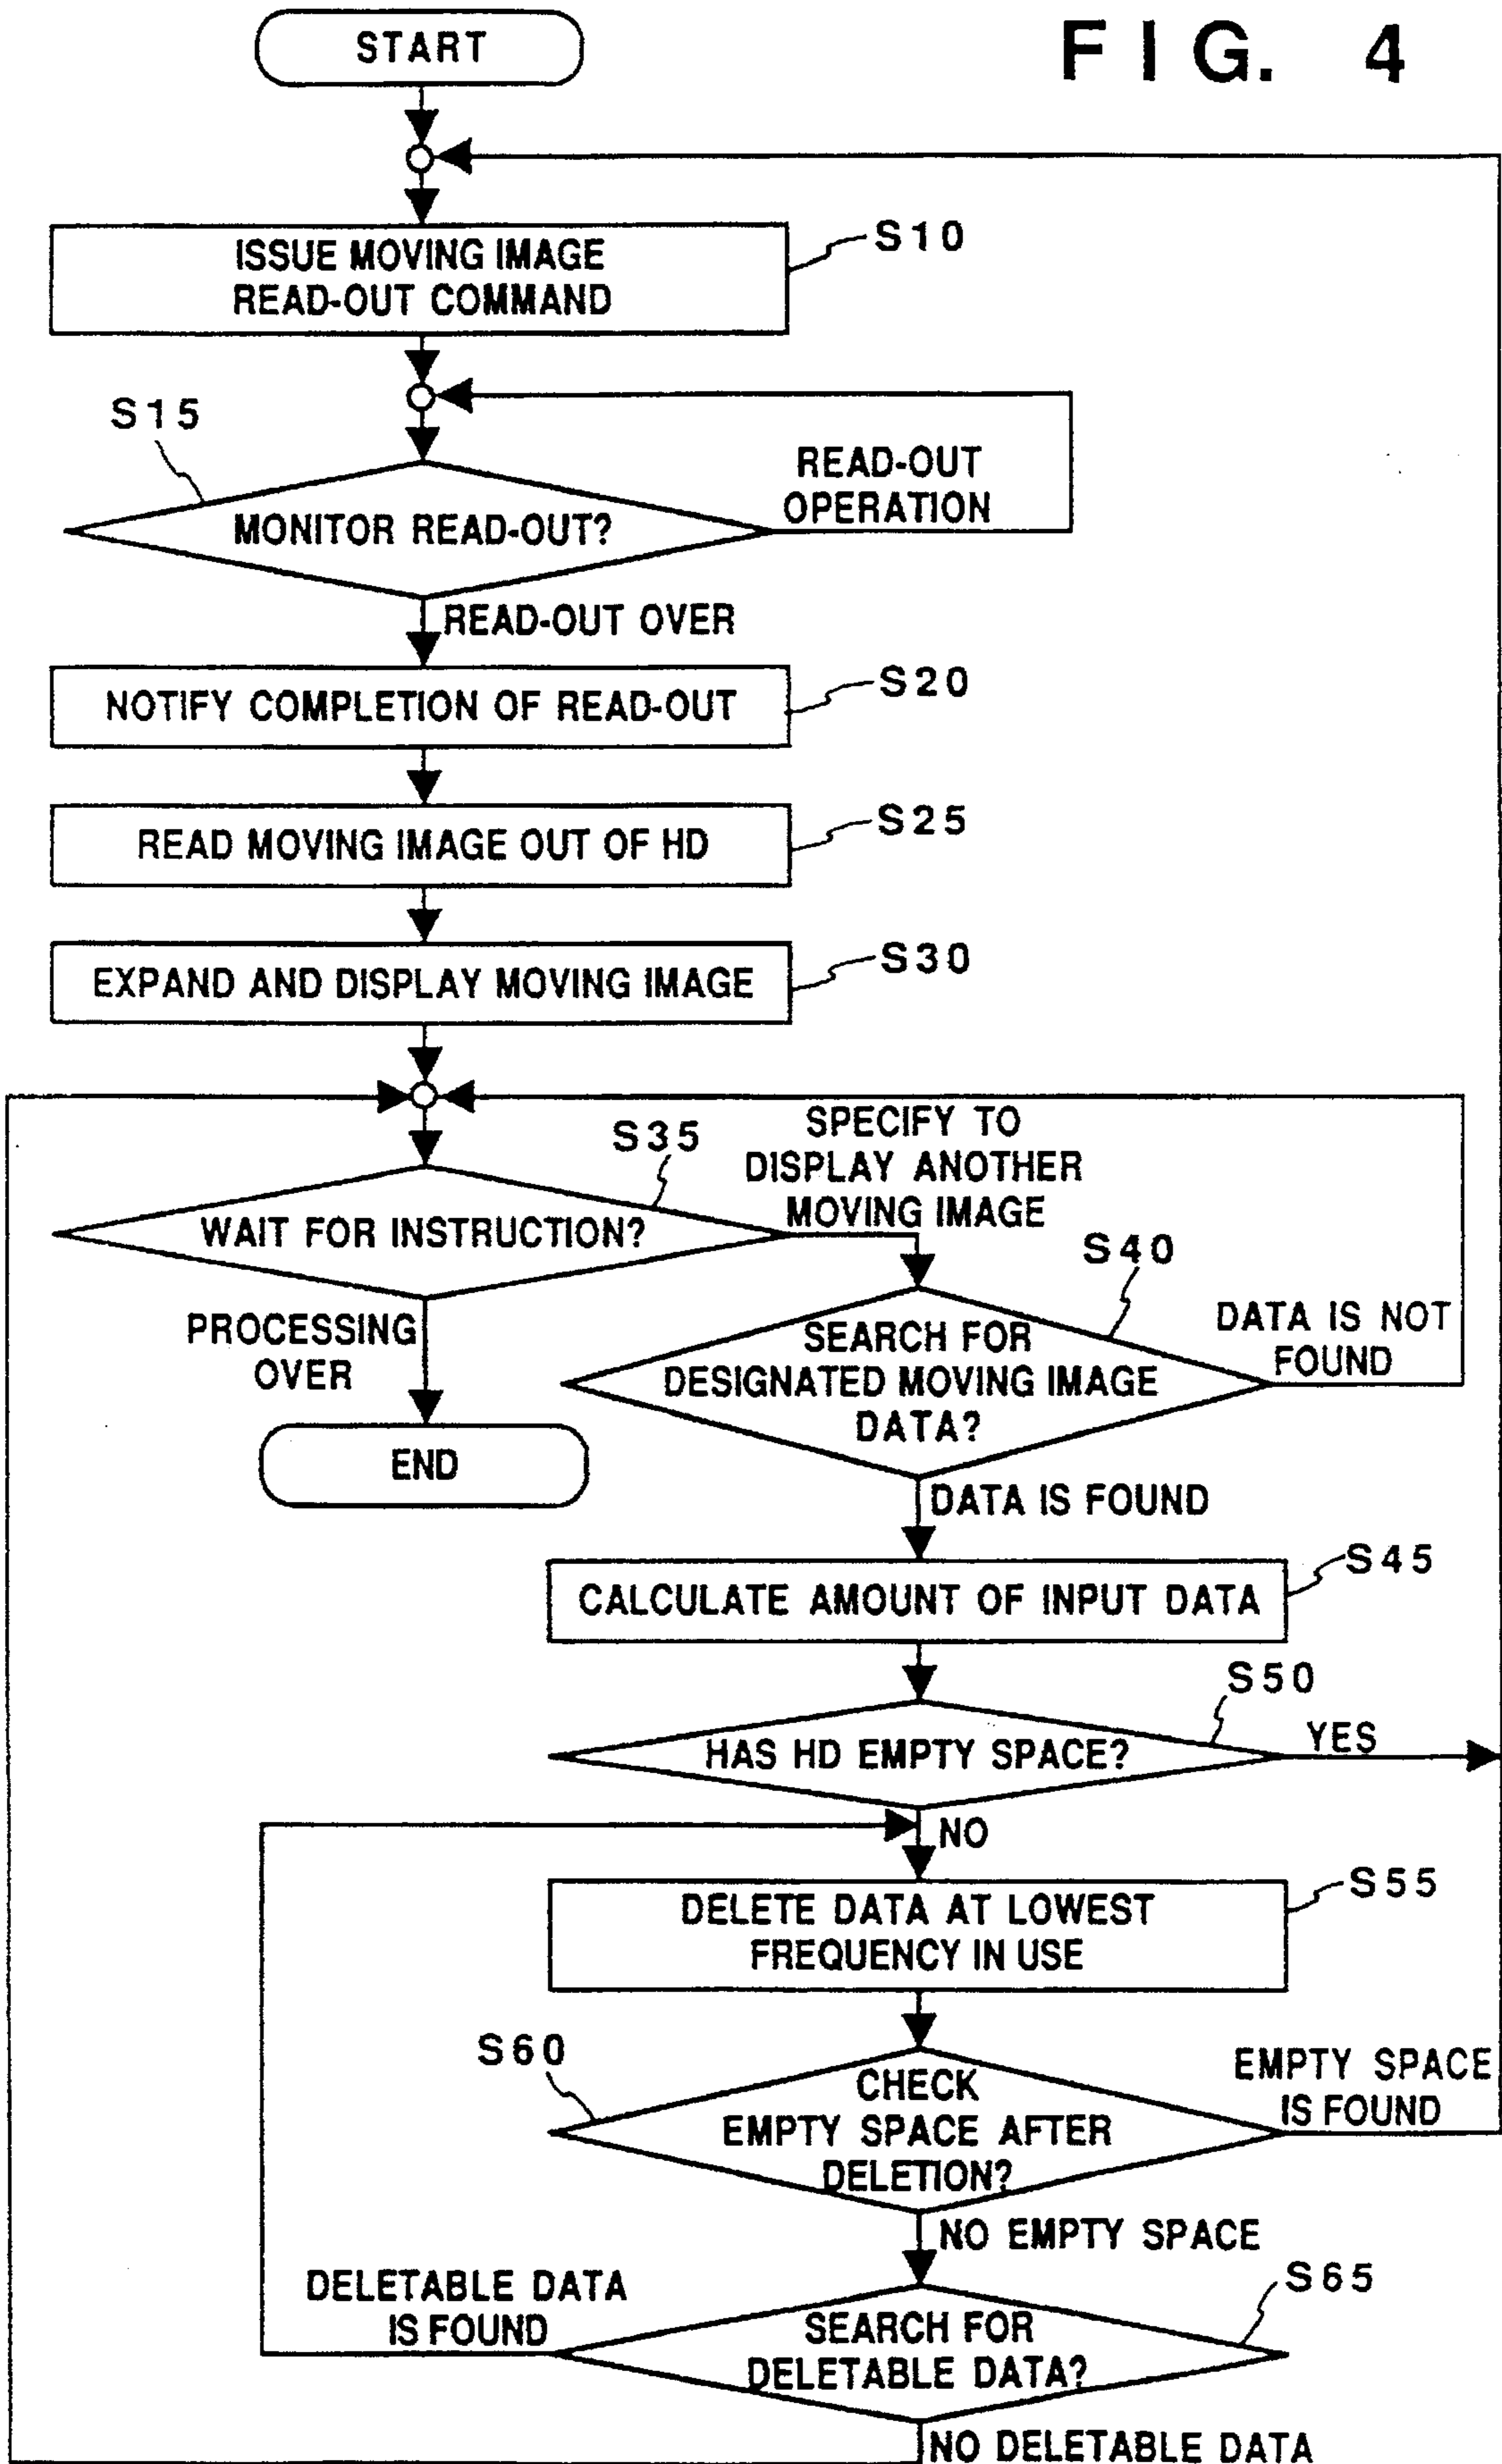 START
FIG. 4
ISSUE MOVING IMAGE
READ-OUT COMMAND
S10
S15
MONITOR READ-OUT?
READ-OUT
OPERATION
READ-OUT OVER
NOTIFY COMPLETION OF READ-OUT
S20
READ MOVING IMAGE OUT OF HD
S25
EXPAND AND DISPLAY MOVING IMAGE
S30
S35
WAIT FOR INSTRUCTION?
SPECIFY TO
DISPLAY ANOTHER
MOVING IMAGE
PROCESSING
OVER
END
S40
SEARCH FOR
DESIGNATED MOVING IMAGE
DATA?
DATA IS NOT
FOUND
DATA IS FOUND
CALCULATE AMOUNT OF INPUT DATA
S45
HAS HD EMPTY SPACE?
S50
YES
NO
DELETE DATA AT LOWEST
FREQUENCY IN USE
S55
S60
CHECK
EMPTY SPACE AFTER
DELETION?
EMPTY SPACE
IS FOUND
NO EMPTY SPACE
DELETABLE DATA
IS FOUND
SEARCH FOR
DELETABLE DATA?
S65
NO DELETABLE DATA